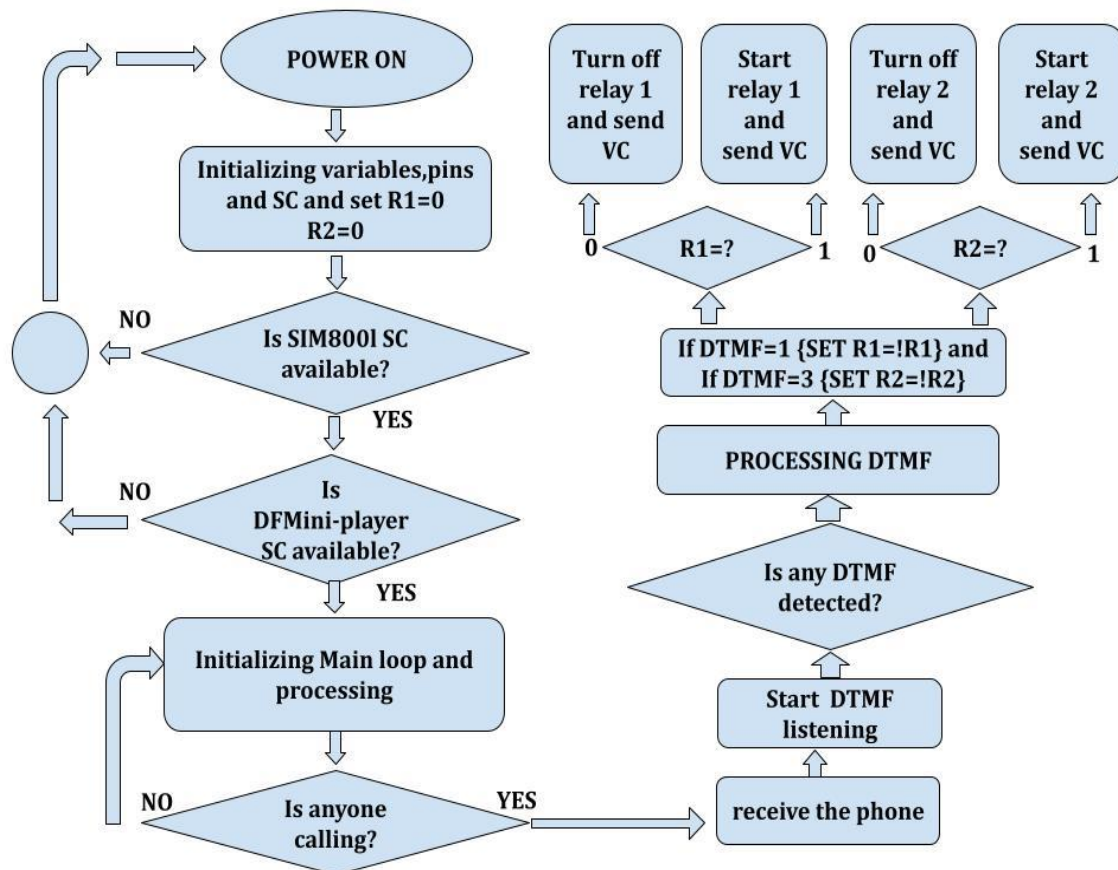 POWER ON
Initializing variables,pins
and SC and set R1=0
R2=0
Is SIM800l SC
available?
NO
YES
Is
DFMini-player
SC available?
NO
YES
Initializing Main loop and
processing
Is anyone
calling?
NO
YES
receive the phone
Start DTMF
listening
Is any DTMF
detected?
PROCESSING DTMF
If DTMF=1 {SET R1=!R1} and
If DTMF=3 {SET R2=!R2}
R1=?
0
1
R2=?
0
1
Turn off
relay 1
and send
VC
Start
relay 1
and
send VC
Turn off
relay 2
and
send VC
Start
relay 2
and
send VC